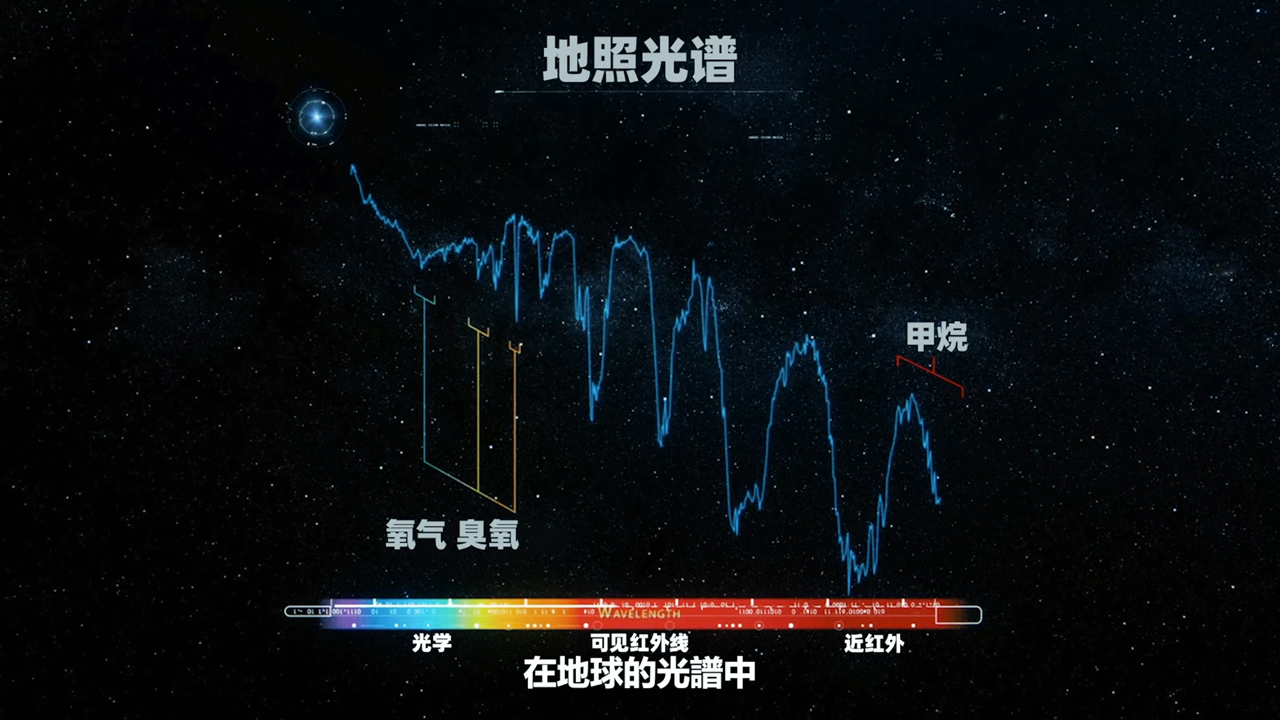 地照光谱
甲烷
氧气 臭氧
WAVELENGTH
光学 可见红外线 近红外
在地球的光譜中